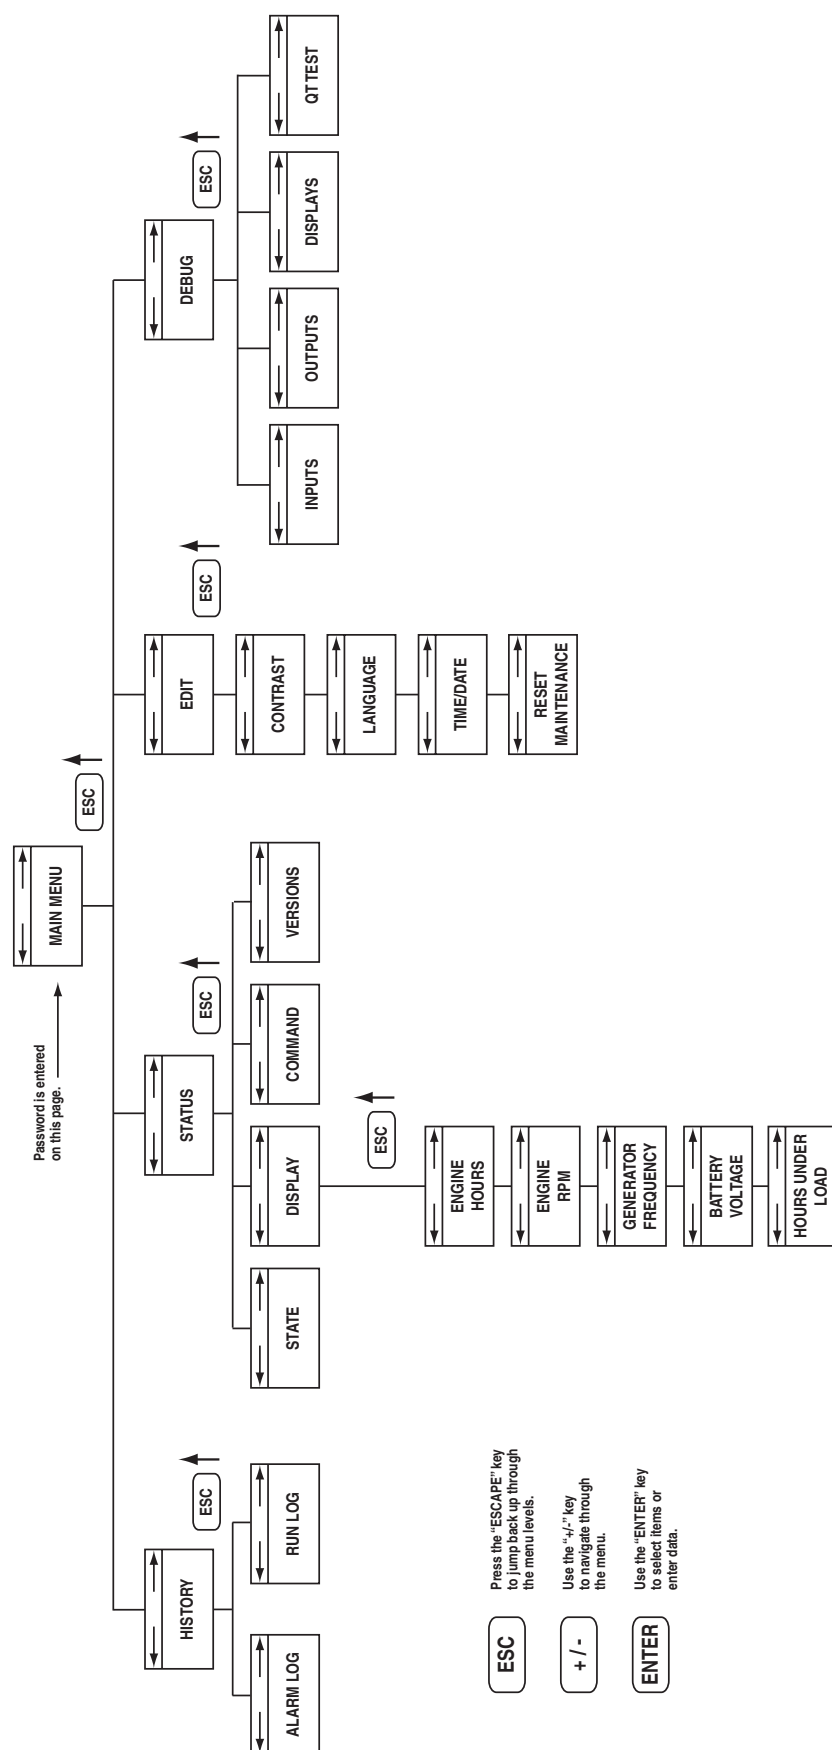 Password is entered
on this page.
MAIN MENU
ESC
HISTORY
ESC
ALARM LOG
RUN LOG
STATUS
ESC
STATE
DISPLAY
COMMAND
VERSIONS
ESC
ENGINE
HOURS
ENGINE
RPM
GENERATOR
FREQUENCY
BATTERY
VOLTAGE
HOURS UNDER
LOAD
EDIT
ESC
CONTRAST
LANGUAGE
TIME/DATE
RESET
MAINTENANCE
DEBUG
ESC
INPUTS
OUTPUTS
DISPLAYS
QT TEST
ESC
Press the "ESCAPE" key
to jump back up through
the menu levels.
+ / -
Use the "+/-" key
to navigate through
the menu.
ENTER
Use the "ENTER" key
to select items or
enter data.